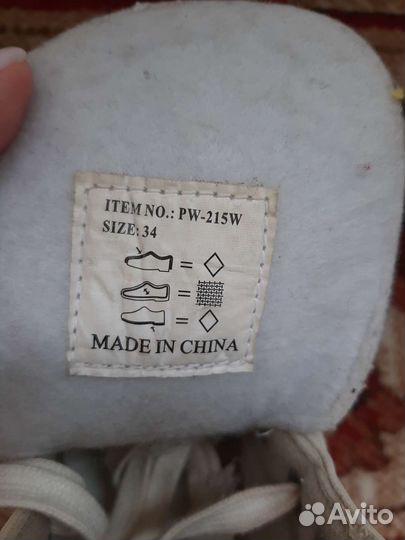 ITEM NO.: PW-215W
SIZE: 34
=
=
=
MADE IN CHINA
Avito